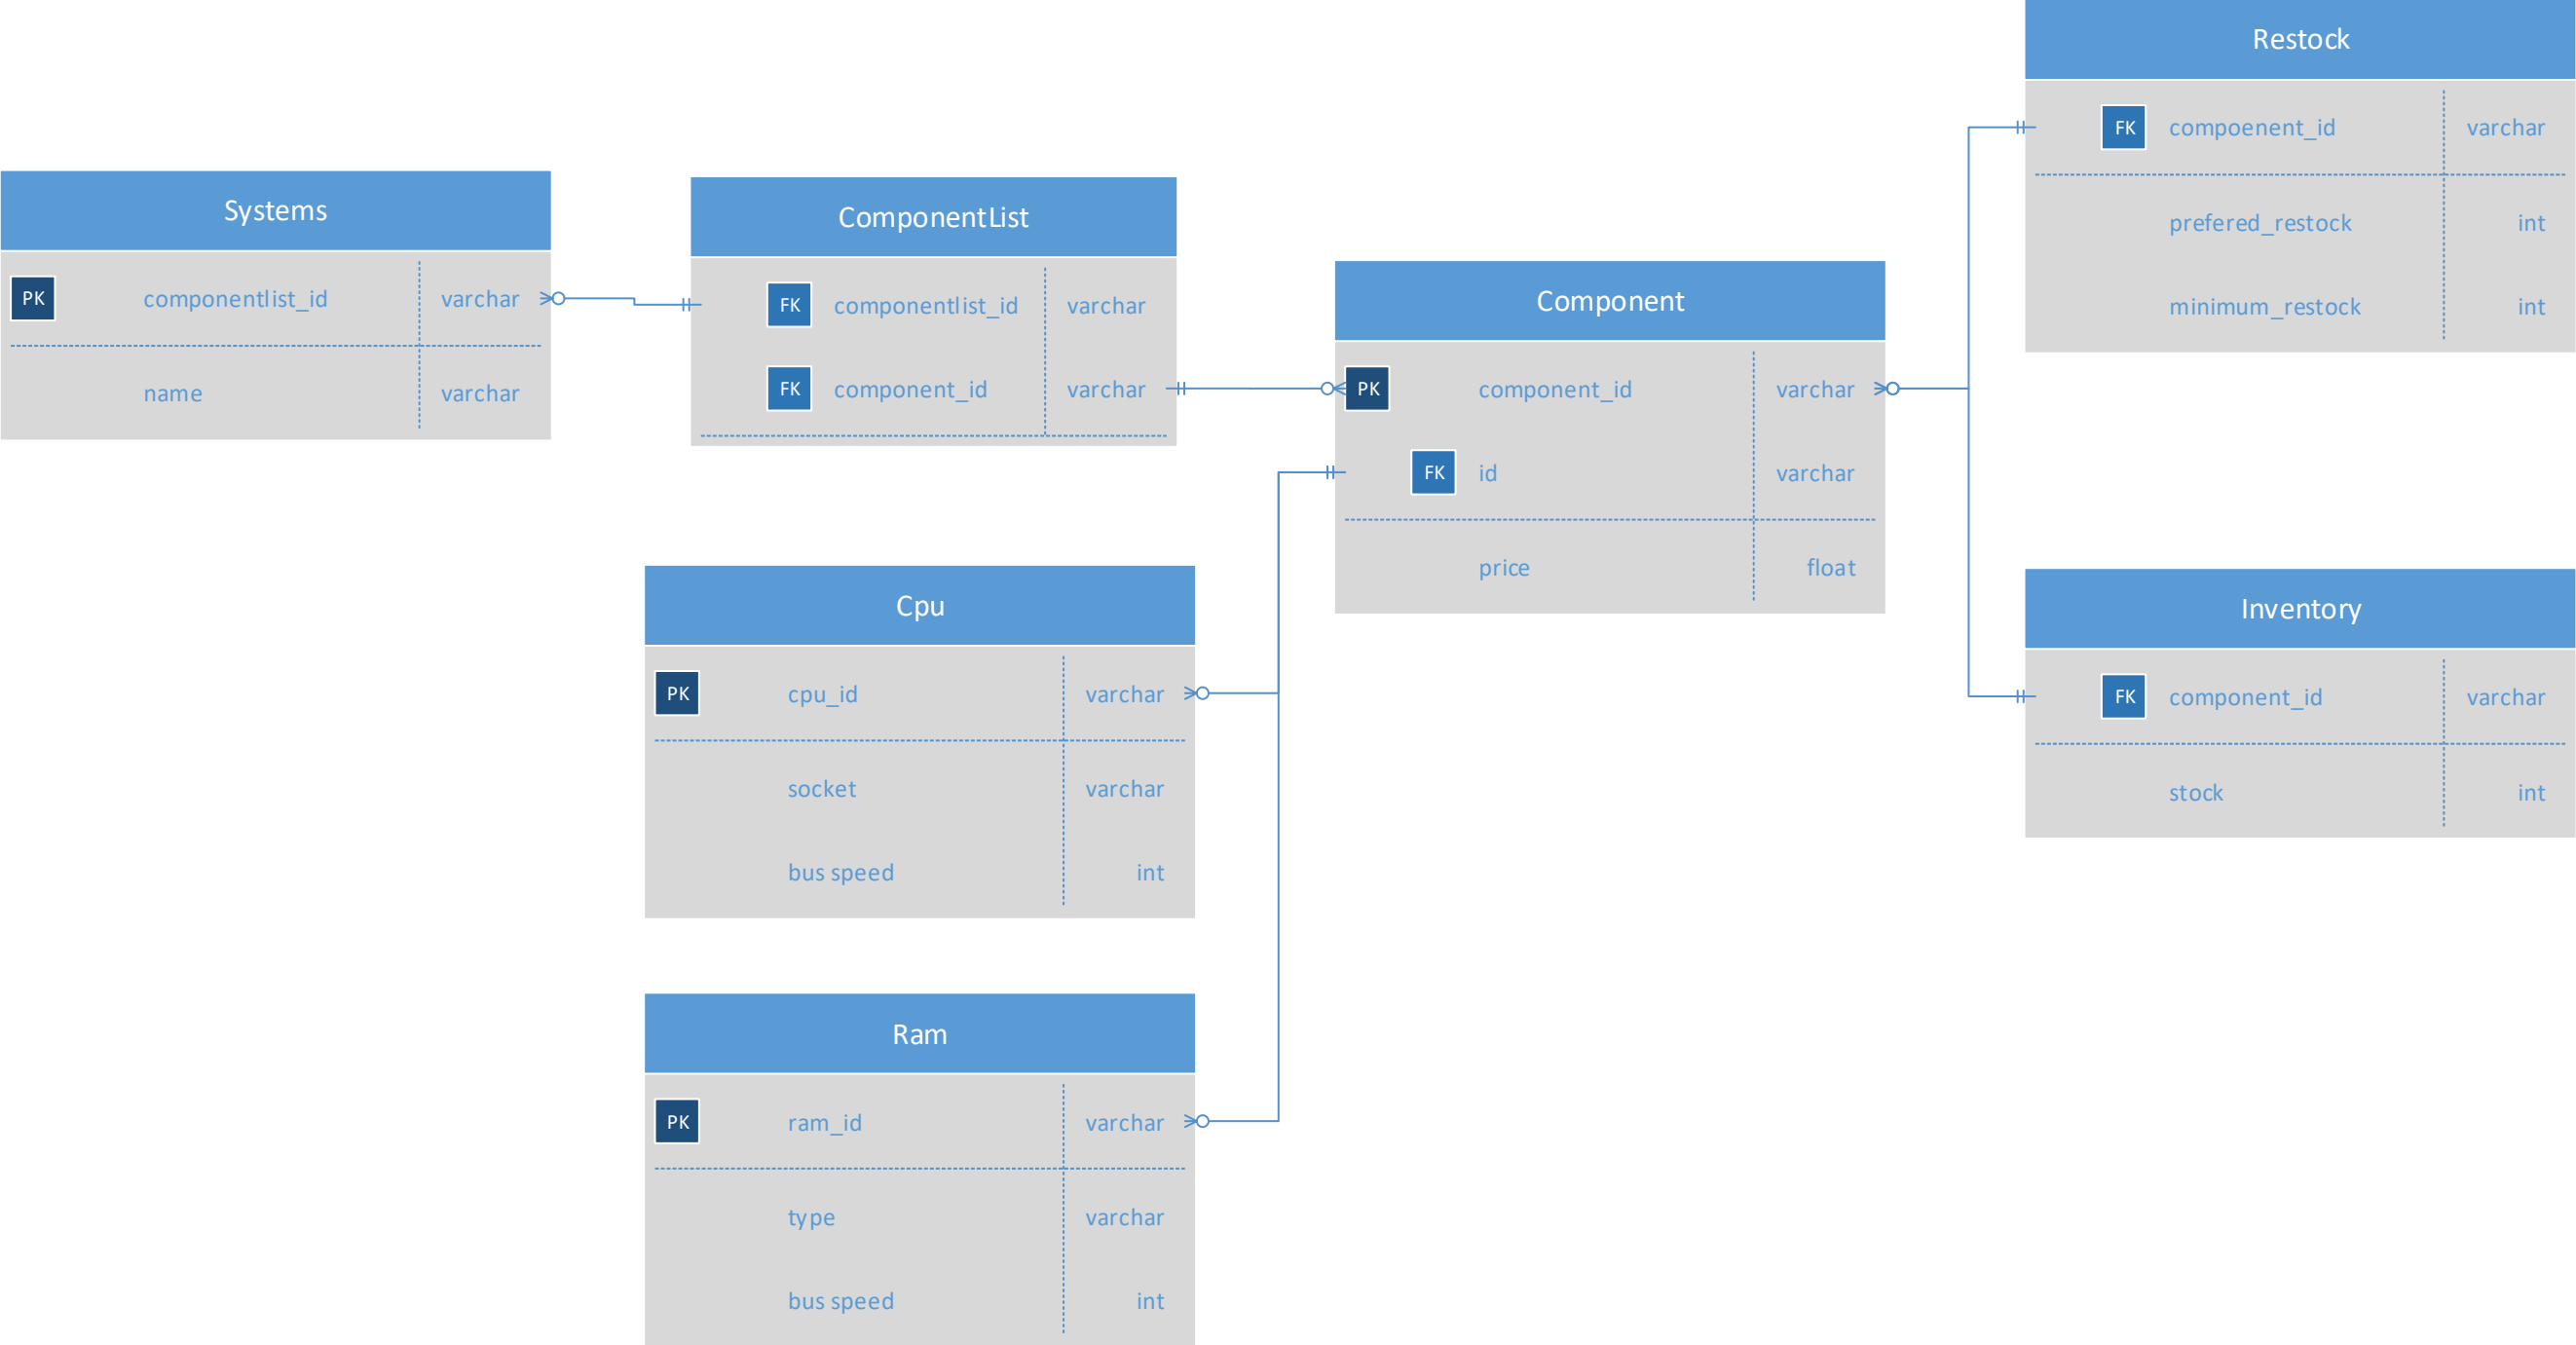 Systems
PK componentlist_id varchar
name varchar
ComponentList
FK componentlist_id varchar
FK component_id varchar
Component
PK component_id varchar
FK id varchar
price float
Restock
FK compoenent_id varchar
prefered_restock int
minimum_restock int
Inventory
FK component_id varchar
stock int
Cpu
PK cpu_id varchar
socket varchar
bus speed int
Ram
PK ram_id varchar
type varchar
bus speed int